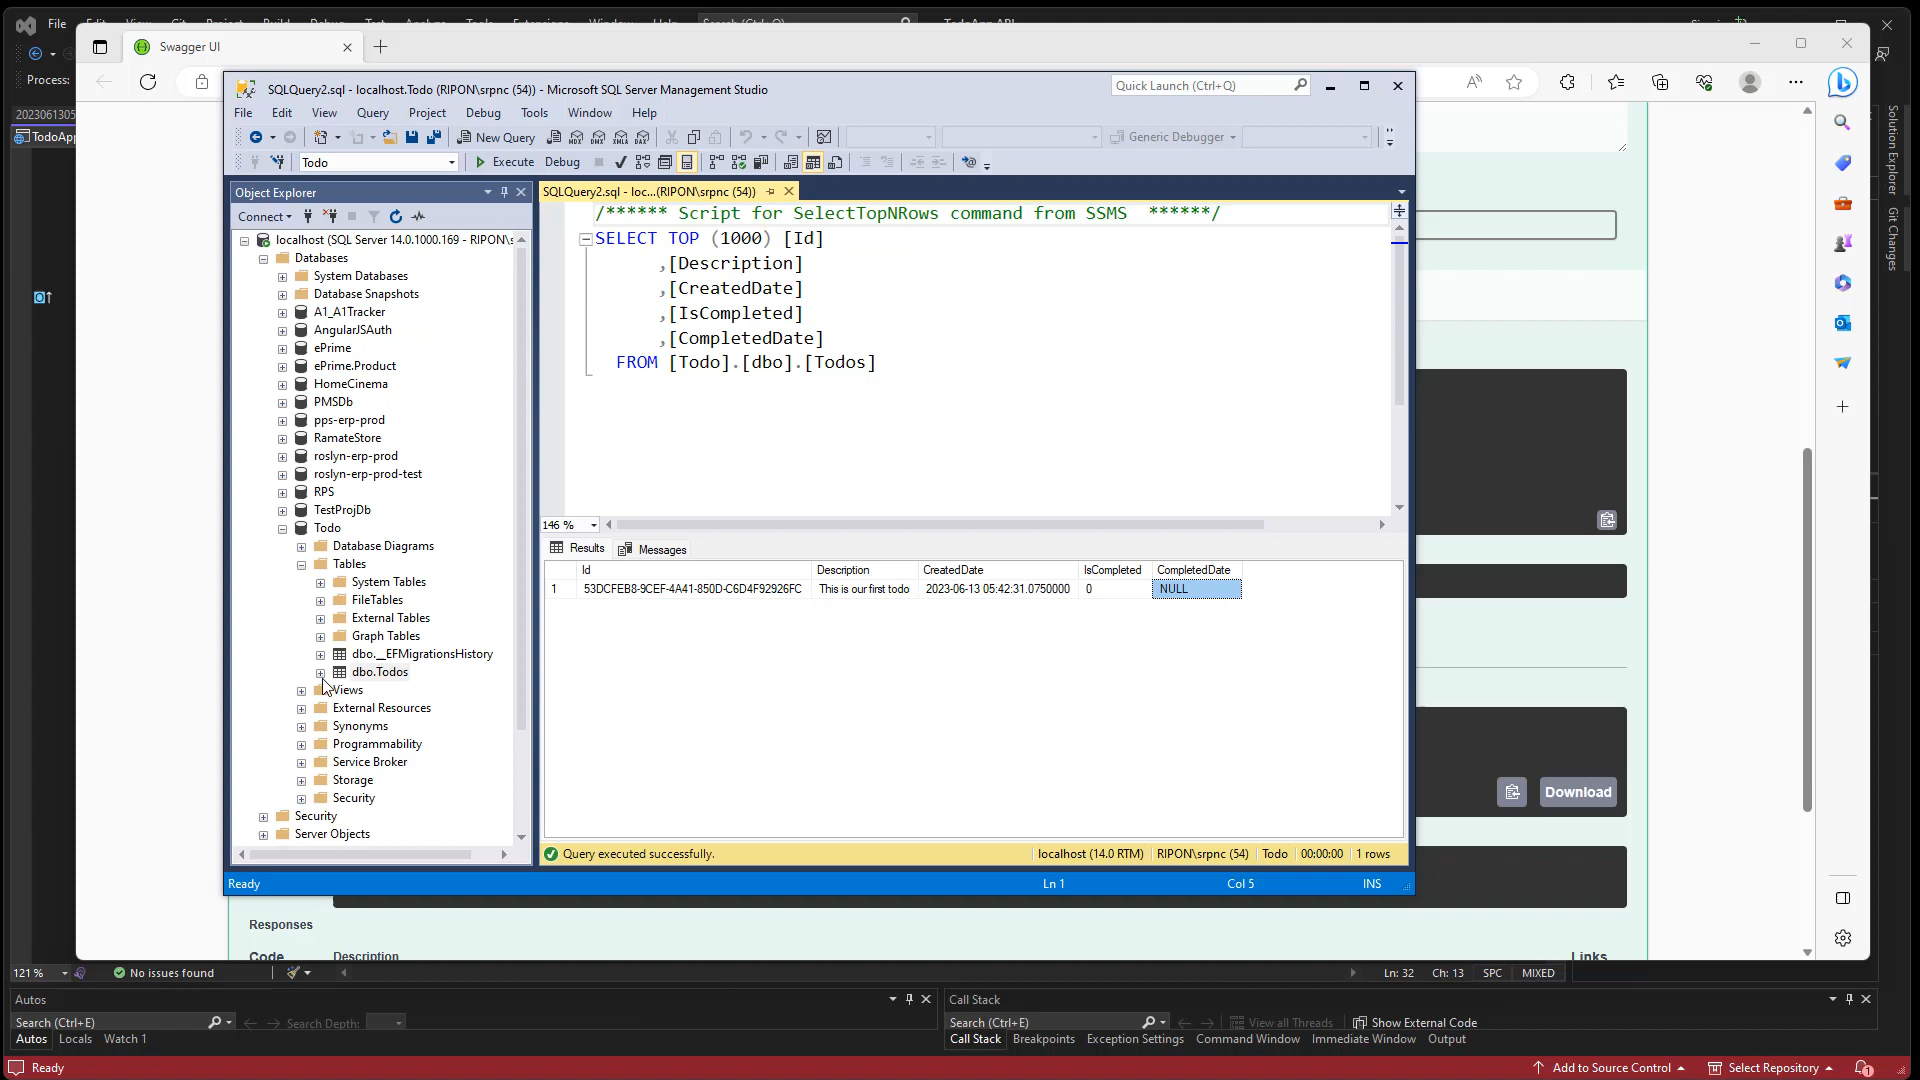 File
Search (Ctrl+Q)
TodoApp.API
Swagger UI
Process:
2023061305
TodoApp
SQLQuery2.sql - localhost.Todo (RIPON\srpnc (54)) - Microsoft SQL Server Management Studio
Quick Launch (Ctrl+Q)
File Edit View Query Project Debug Tools Window Help
New Query
Generic Debugger
Todo
Execute
Debug
Object Explorer
SQLQuery2.sql - loc...(RIPON\srpnc (54))
Connect
localhost (SQL Server 14.0.1000.169 - RIPON\s
Databases
System Databases
Database Snapshots
A1_A1Tracker
AngularJSAuth
ePrime
ePrime.Product
HomeCinema
PMSDb
pps-erp-prod
RamateStore
roslyn-erp-prod
roslyn-erp-prod-test
RPS
TestProjDb
Todo
Database Diagrams
Tables
System Tables
FileTables
External Tables
Graph Tables
dbo.__EFMigrationsHistory
dbo.Todos
Views
External Resources
Synonyms
Programmability
Service Broker
Storage
Security
Security
Server Objects
/****** Script for SelectTopNRows command from SSMS ******/
SELECT TOP (1000) [Id]
,[Description]
,[CreatedDate]
,[IsCompleted]
,[CompletedDate]
FROM [Todo].[dbo].[Todos]
146 %
Results
Messages
Id Description CreatedDate IsCompleted CompletedDate
1 53DCFEB8-9CEF-4A41-850D-C6D4F92926FC This is our first todo 2023-06-13 05:42:31.0750000 0 NULL
Query executed successfully.
localhost (14.0 RTM) RIPON\srpnc (54) Todo 00:00:00 1 rows
Ready
Ln 1
Col 5
INS
Solution Explorer
Git Changes
Download
Responses
Code
Description
Links
121 %
No issues found
Ln: 32
Ch: 13
SPC
MIXED
Autos
Search (Ctrl+E)
Search Depth:
Autos Locals Watch 1
Call Stack
Search (Ctrl+E)
View all Threads
Show External Code
Call Stack Breakpoints Exception Settings Command Window Immediate Window Output
Ready
Add to Source Control
Select Repository
1